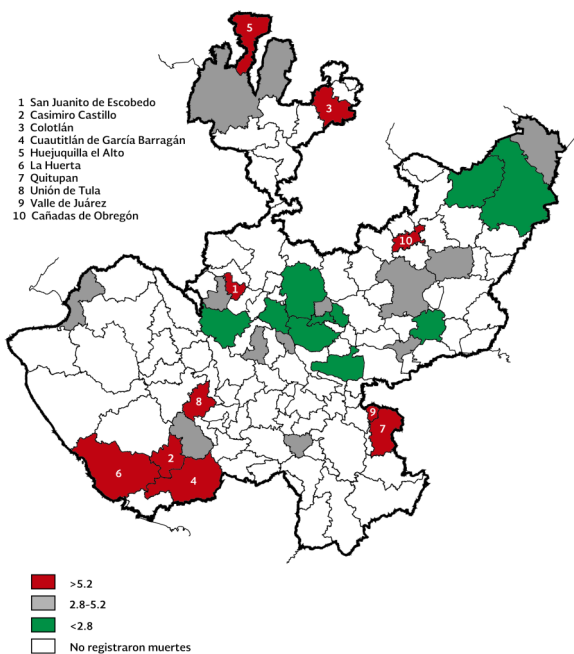 5
3
1 San Juanito de Escobedo
2 Casimiro Castillo
3 Colotlán
4 Cuautitlán de García Barragán
5 Huejuquilla el Alto
6 La Huerta
7 Quitupan
8 Unión de Tula
9 Valle de Juárez
10 Cañadas de Obregón
10
1
8
9
7
2
6
4
>5.2
2.8-5.2
<2.8
No registraron muertes